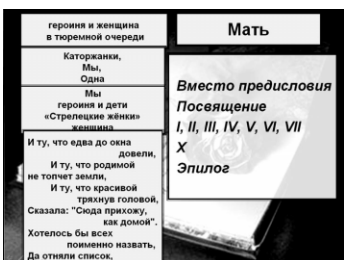 героиня и женщина
в тюремной очереди
Каторжанки,
Мы,
Одна
Мы
героиня и дети
«Стрелецкие жёнки»
женщина
И ту, что едва до окна
довели,
И ту, что родимой
не топчет земли,
И ту, что красивой
тряхнув головой,
Сказала: "Сюда прихожу,
как домой".
Хотелось бы всех
поименно назвать,
Да отняли список,
Мать
Вместо предисловия
Посвящение
I, II, III, IV, V, VI, VII
X
Эпилог